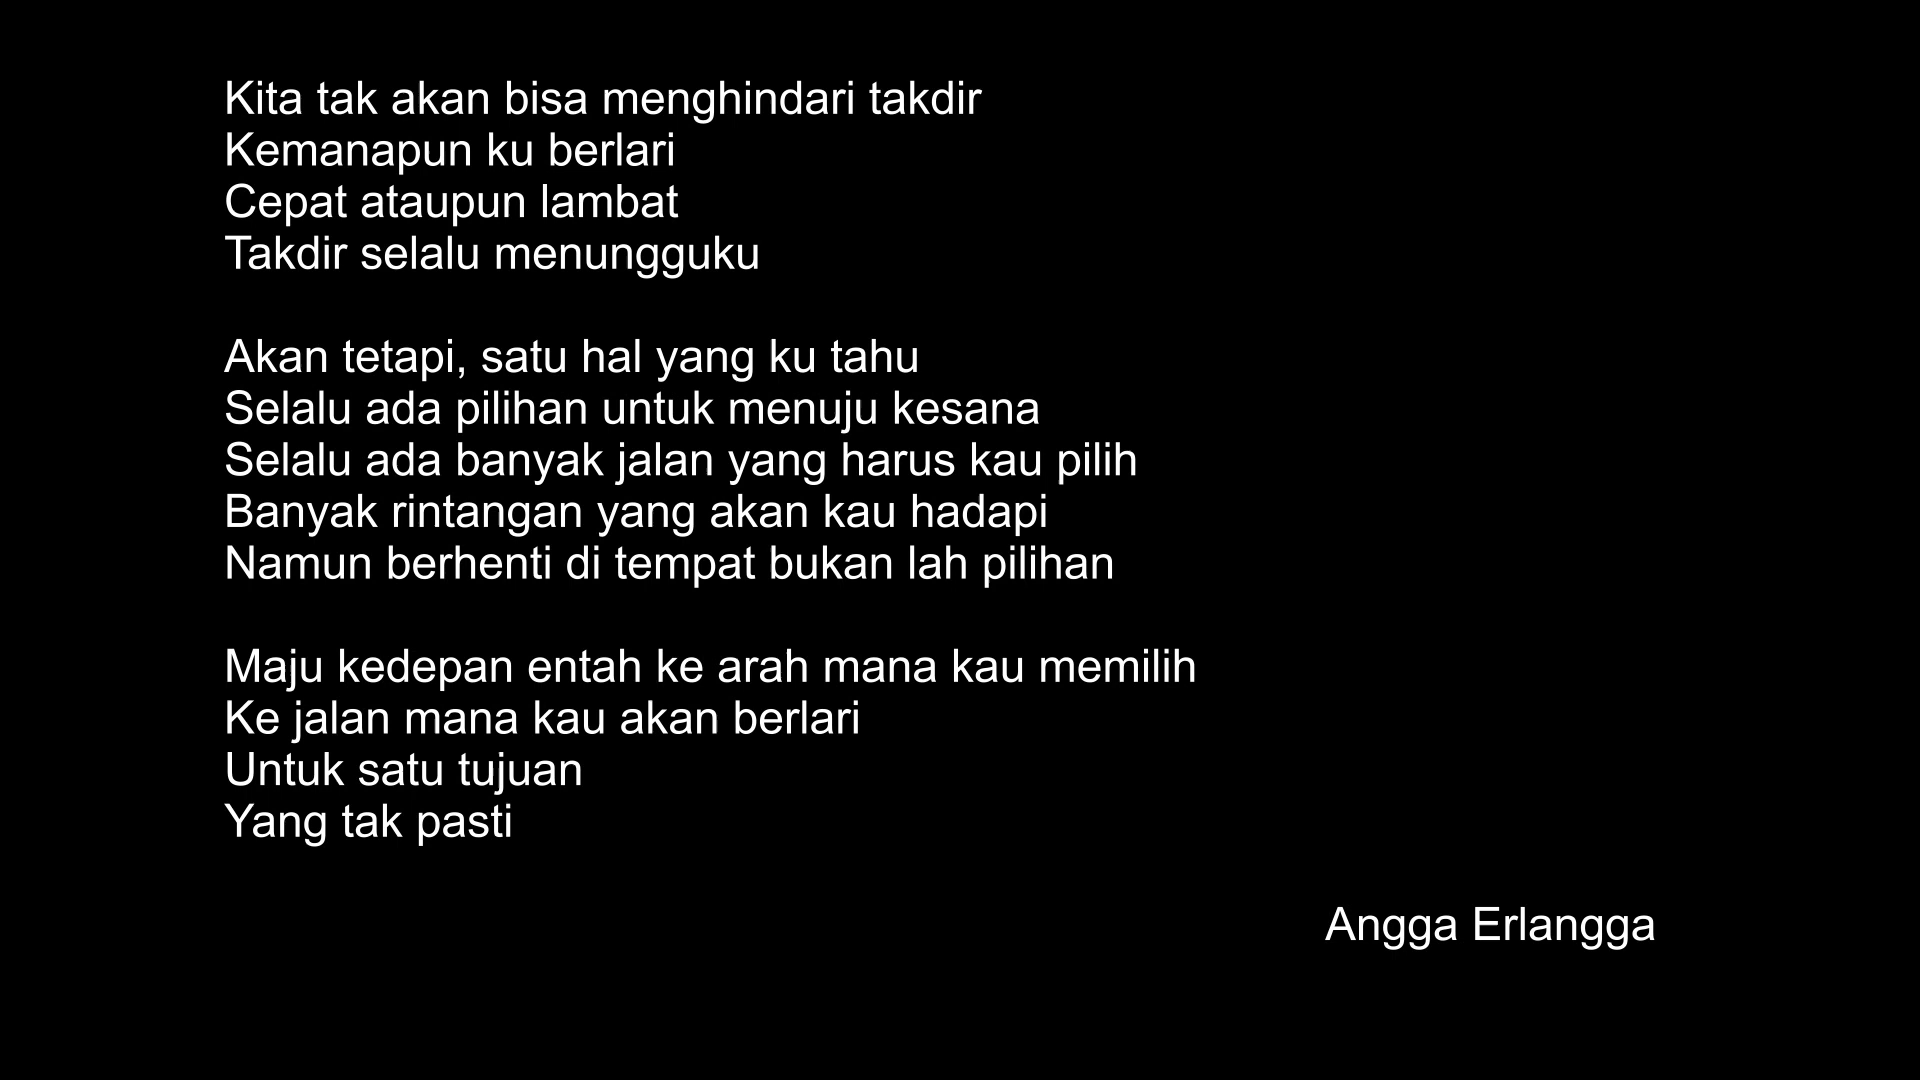 Kita tak akan bisa menghindari takdir
Kemanapun ku berlari
Cepat ataupun lambat
Takdir selalu menungguku
Akan tetapi, satu hal yang ku tahu
Selalu ada pilihan untuk menuju kesana
Selalu ada banyak jalan yang harus kau pilih
Banyak rintangan yang akan kau hadapi
Namun berhenti di tempat bukan lah pilihan
Maju kedepan entah ke arah mana kau memilih
Ke jalan mana kau akan berlari
Untuk satu tujuan
Yang tak pasti
Angga Erlangga